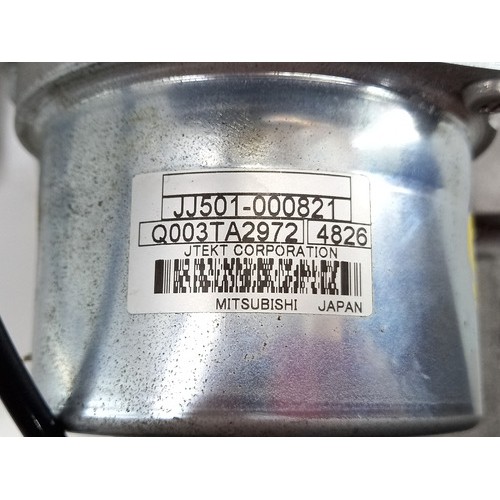 JJ501-000821
Q003TA2972 4826
JTEKT CORPORATION
MITSUBISHI JAPAN